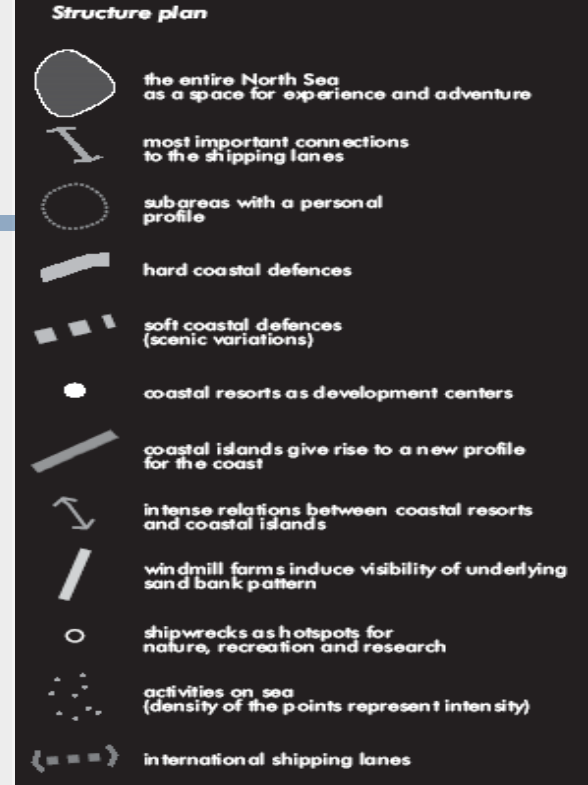 Structure plan
the entire North Sea
as a space for experience and adventure
most important connections
to the shipping lanes
subareas with a personal
profile
hard coastal defences
soft coastal defences
(scenic variations)
coastal resorts as development centers
coastal islands give rise to a new profile
for the coast
intense relations between coastal resorts
and coastal islands
windmill farms induce visibility of underlying
sand bank pattern
shipwrecks as hotspots for
nature, recreation and research
activities on sea
(density of the points represent intensity)
international shipping lanes